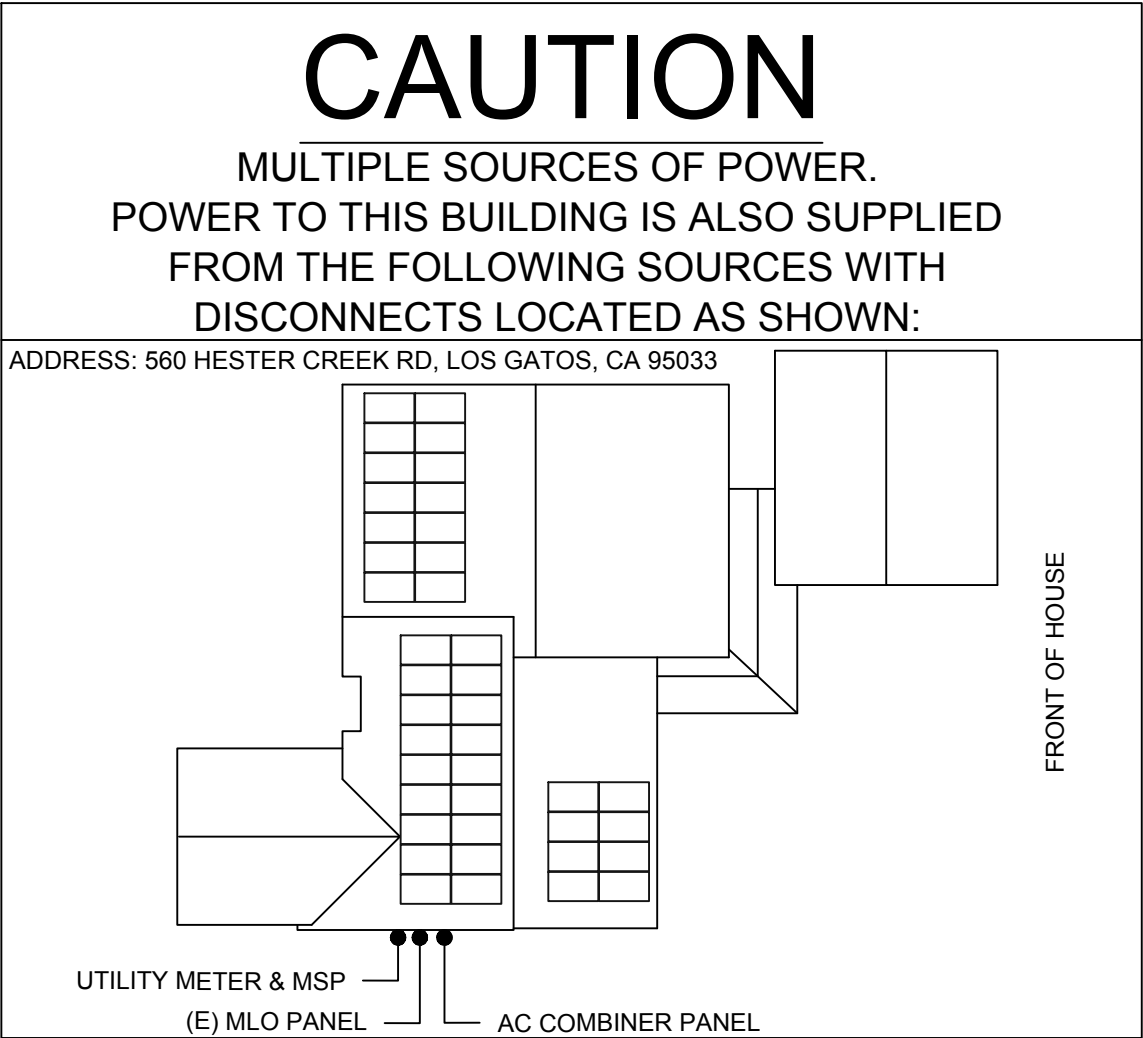 CAUTION
MULTIPLE SOURCES OF POWER.
POWER TO THIS BUILDING IS ALSO SUPPLIED
FROM THE FOLLOWING SOURCES WITH
DISCONNECTS LOCATED AS SHOWN:
ADDRESS: 560 HESTER CREEK RD, LOS GATOS, CA 95033
FRONT OF HOUSE
UTILITY METER & MSP
(E) MLO PANEL
AC COMBINER PANEL